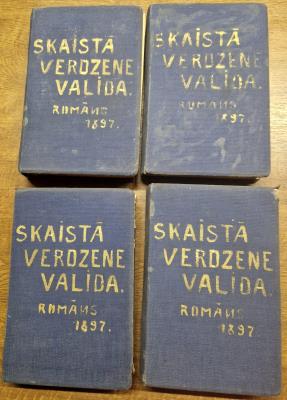 SKAISTĀ
VERDZENE
VALIDA.
ROMĀNS
1897.
SKAISTĀ
VERDZENE
VALIDA.
ROMĀNS
1897.
SKAISTĀ
VERDZENE
VALIDA.
ROMĀNS
1897.
SKAISTĀ
VERDZENE
VALIDA.
ROMĀNS
1897.